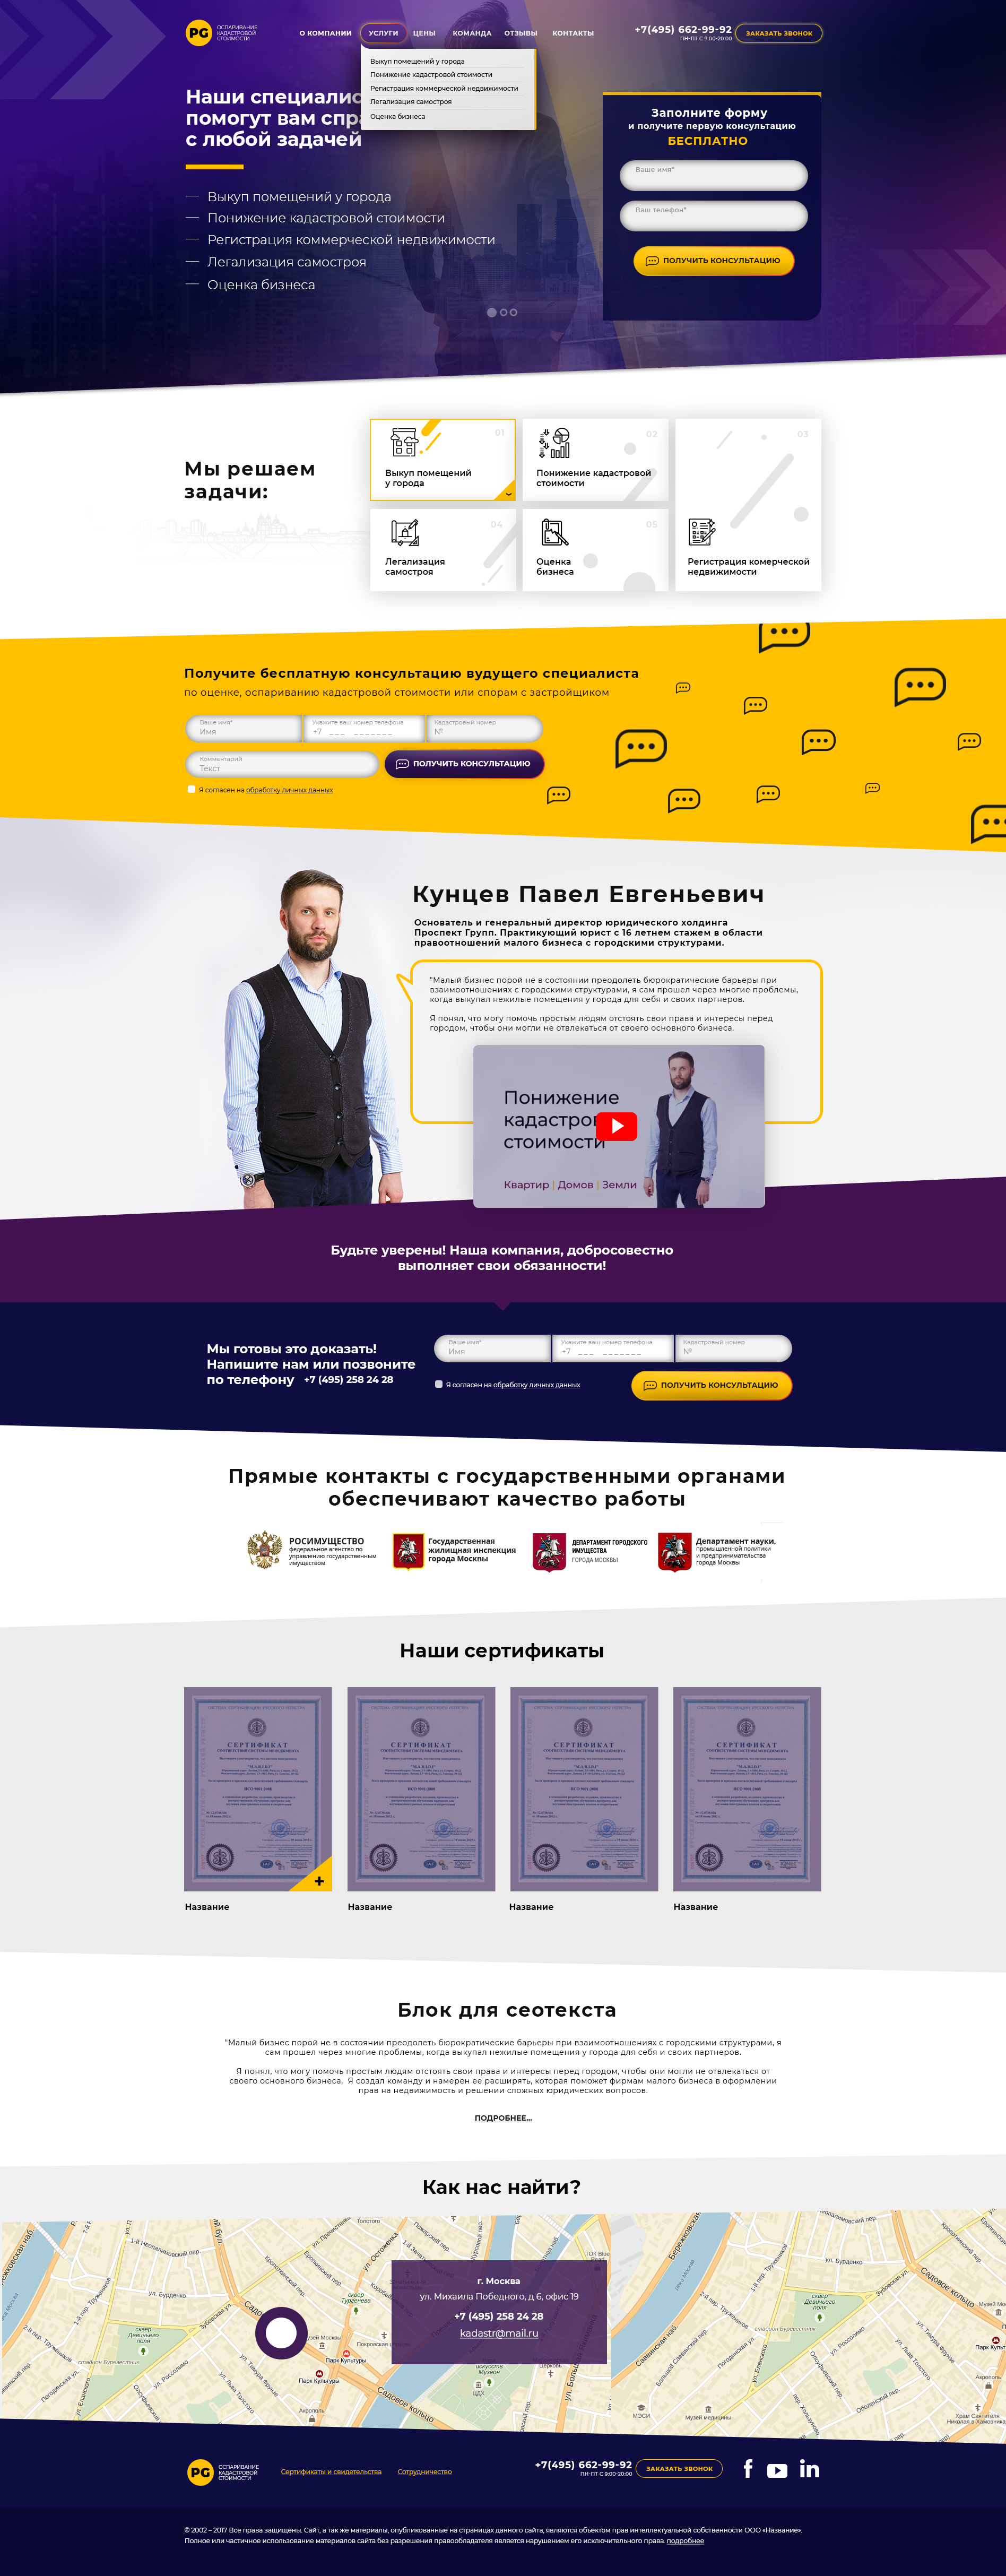 PG
ОСПАРИВАНИЕ
КАДАСТРОВОЙ
СТОИМОСТИ
О КОМПАНИИ
УСЛУГИ
ЦЕНЫ
КОМАНДА
ОТЗЫВЫ
КОНТАКТЫ
+7(495) 662-99-92
ПН-ПТ С 9:00-20:00
ЗАКАЗАТЬ ЗВОНОК
Выкуп помещений у города
Понижение кадастровой стоимости
Регистрация коммерческой недвижимости
Легализация самостроя
Оценка бизнеса
Наши специалис
помогут вам спр
с любой задачей
Выкуп помещений у города
Понижение кадастровой стоимости
Регистрация коммерческой недвижимости
Легализация самостроя
Оценка бизнеса
Заполните форму
и получите первую консультацию
БЕСПЛАТНО
Ваше имя*
Ваш телефон*
ПОЛУЧИТЬ КОНСУЛЬТАЦИЮ
Мы решаем
задачи:
01
Выкуп помещений
у города
02
Понижение кадастровой
стоимости
03
Регистрация комерческой
недвижимости
04
Легализация
самостроя
05
Оценка
бизнеса
Получите бесплатную консультацию вудущего специалиста
по оценке, оспариванию кадастровой стоимости или спорам с застройщиком
Ваше имя*
Имя
Укажите ваш номер телефона
+7 _ _ _ _ _ _ _ _ _ _
Кадастровый номер
№
Комментарий
Текст
ПОЛУЧИТЬ КОНСУЛЬТАЦИЮ
Я согласен на обработку личных данных
Кунцев Павел Евгеньевич
Основатель и генеральный директор юридического холдинга
Проспект Групп. Практикующий юрист с 16 летнем стажем в области
правоотношений малого бизнеса с городскими структурами.
"Малый бизнес порой не в состоянии преодолеть бюрократические барьеры при
взаимоотношениях с городскими структурами, я сам прошел через многие проблемы,
когда выкупал нежилые помещения у города для себя и своих партнеров.
Я понял, что могу помочь простым людям отстоять свои права и интересы перед
городом, чтобы они могли не отвлекаться от своего основного бизнеса.
Понижение
кадастров
стоимости
Квартир | Домов | Земли
Будьте уверены! Наша компания, добросовестно
выполняет свои обязанности!
Мы готовы это доказать!
Напишите нам или позвоните
по телефону +7 (495) 258 24 28
Ваше имя*
Имя
Укажите ваш номер телефона
+7 _ _ _ _ _ _ _ _ _ _
Кадастровый номер
№
Я согласен на обработку личных данных
ПОЛУЧИТЬ КОНСУЛЬТАЦИЮ
Прямые контакты с государственными органами
обеспечивают качество работы
РОСИМУЩЕСТВО
федеральное агенство по
управлению государственным
имуществом
Государственная
жилищная инспекция
города Москвы
ДЕПАРТАМЕНТ ГОРОДСКОГО
ИМУЩЕСТВА
ГОРОДА МОСКВЫ
Департамент науки,
промышленной политики
и предпринимательства
города Москвы
Наши сертификаты
СЕРТИФИКАТ
СЕРТИФИКАТ
СЕРТИФИКАТ
СЕРТИФИКАТ
Название
Название
Название
Название
Блок для сеотекста
"Малый бизнес порой не в состоянии преодолеть бюрократические барьеры при взаимоотношениях с городскими структурами, я
сам прошел через многие проблемы, когда выкупал нежилые помещения у города для себя и своих партнеров.
Я понял, что могу помочь простым людям отстоять свои права и интересы перед городом, чтобы они могли не отвлекаться от
своего основного бизнеса. Я создал команду и намерен ее расширять, которая поможет фирмам малого бизнеса в оформлении
прав на недвижимость и решении сложных юридических вопросов.
ПОДРОБНЕЕ...
Как нас найти?
г. Москва
ул. Михаила Победного, д 6, офис 19
+7 (495) 258 24 28
kadastr@mail.ru
ул. Бурденко
Садовое кольцо
Парк Культуры
Парк Культуры
сквер
Девичьего
поля
Акрополь
ЦДХ
ул. Бурденко
Садовое кольцо
МЭСИ
Музей медицины
PG
ОСПАРИВАНИЕ
КАДАСТРОВОЙ
СТОИМОСТИ
Сертификаты и свидетельства
Сотрудничество
+7(495) 662-99-92
ПН-ПТ С 9:00-20:00
ЗАКАЗАТЬ ЗВОНОК
© 2002 – 2017 Все права защищены. Сайт, а так же материалы, опубликованные на страницах данного сайта, являются объектом прав интеллектуальной собственности ООО «Название».
Полное или частичное использование материалов сайта без разрешения правообладателя является нарушением его исключительного права. подробнее